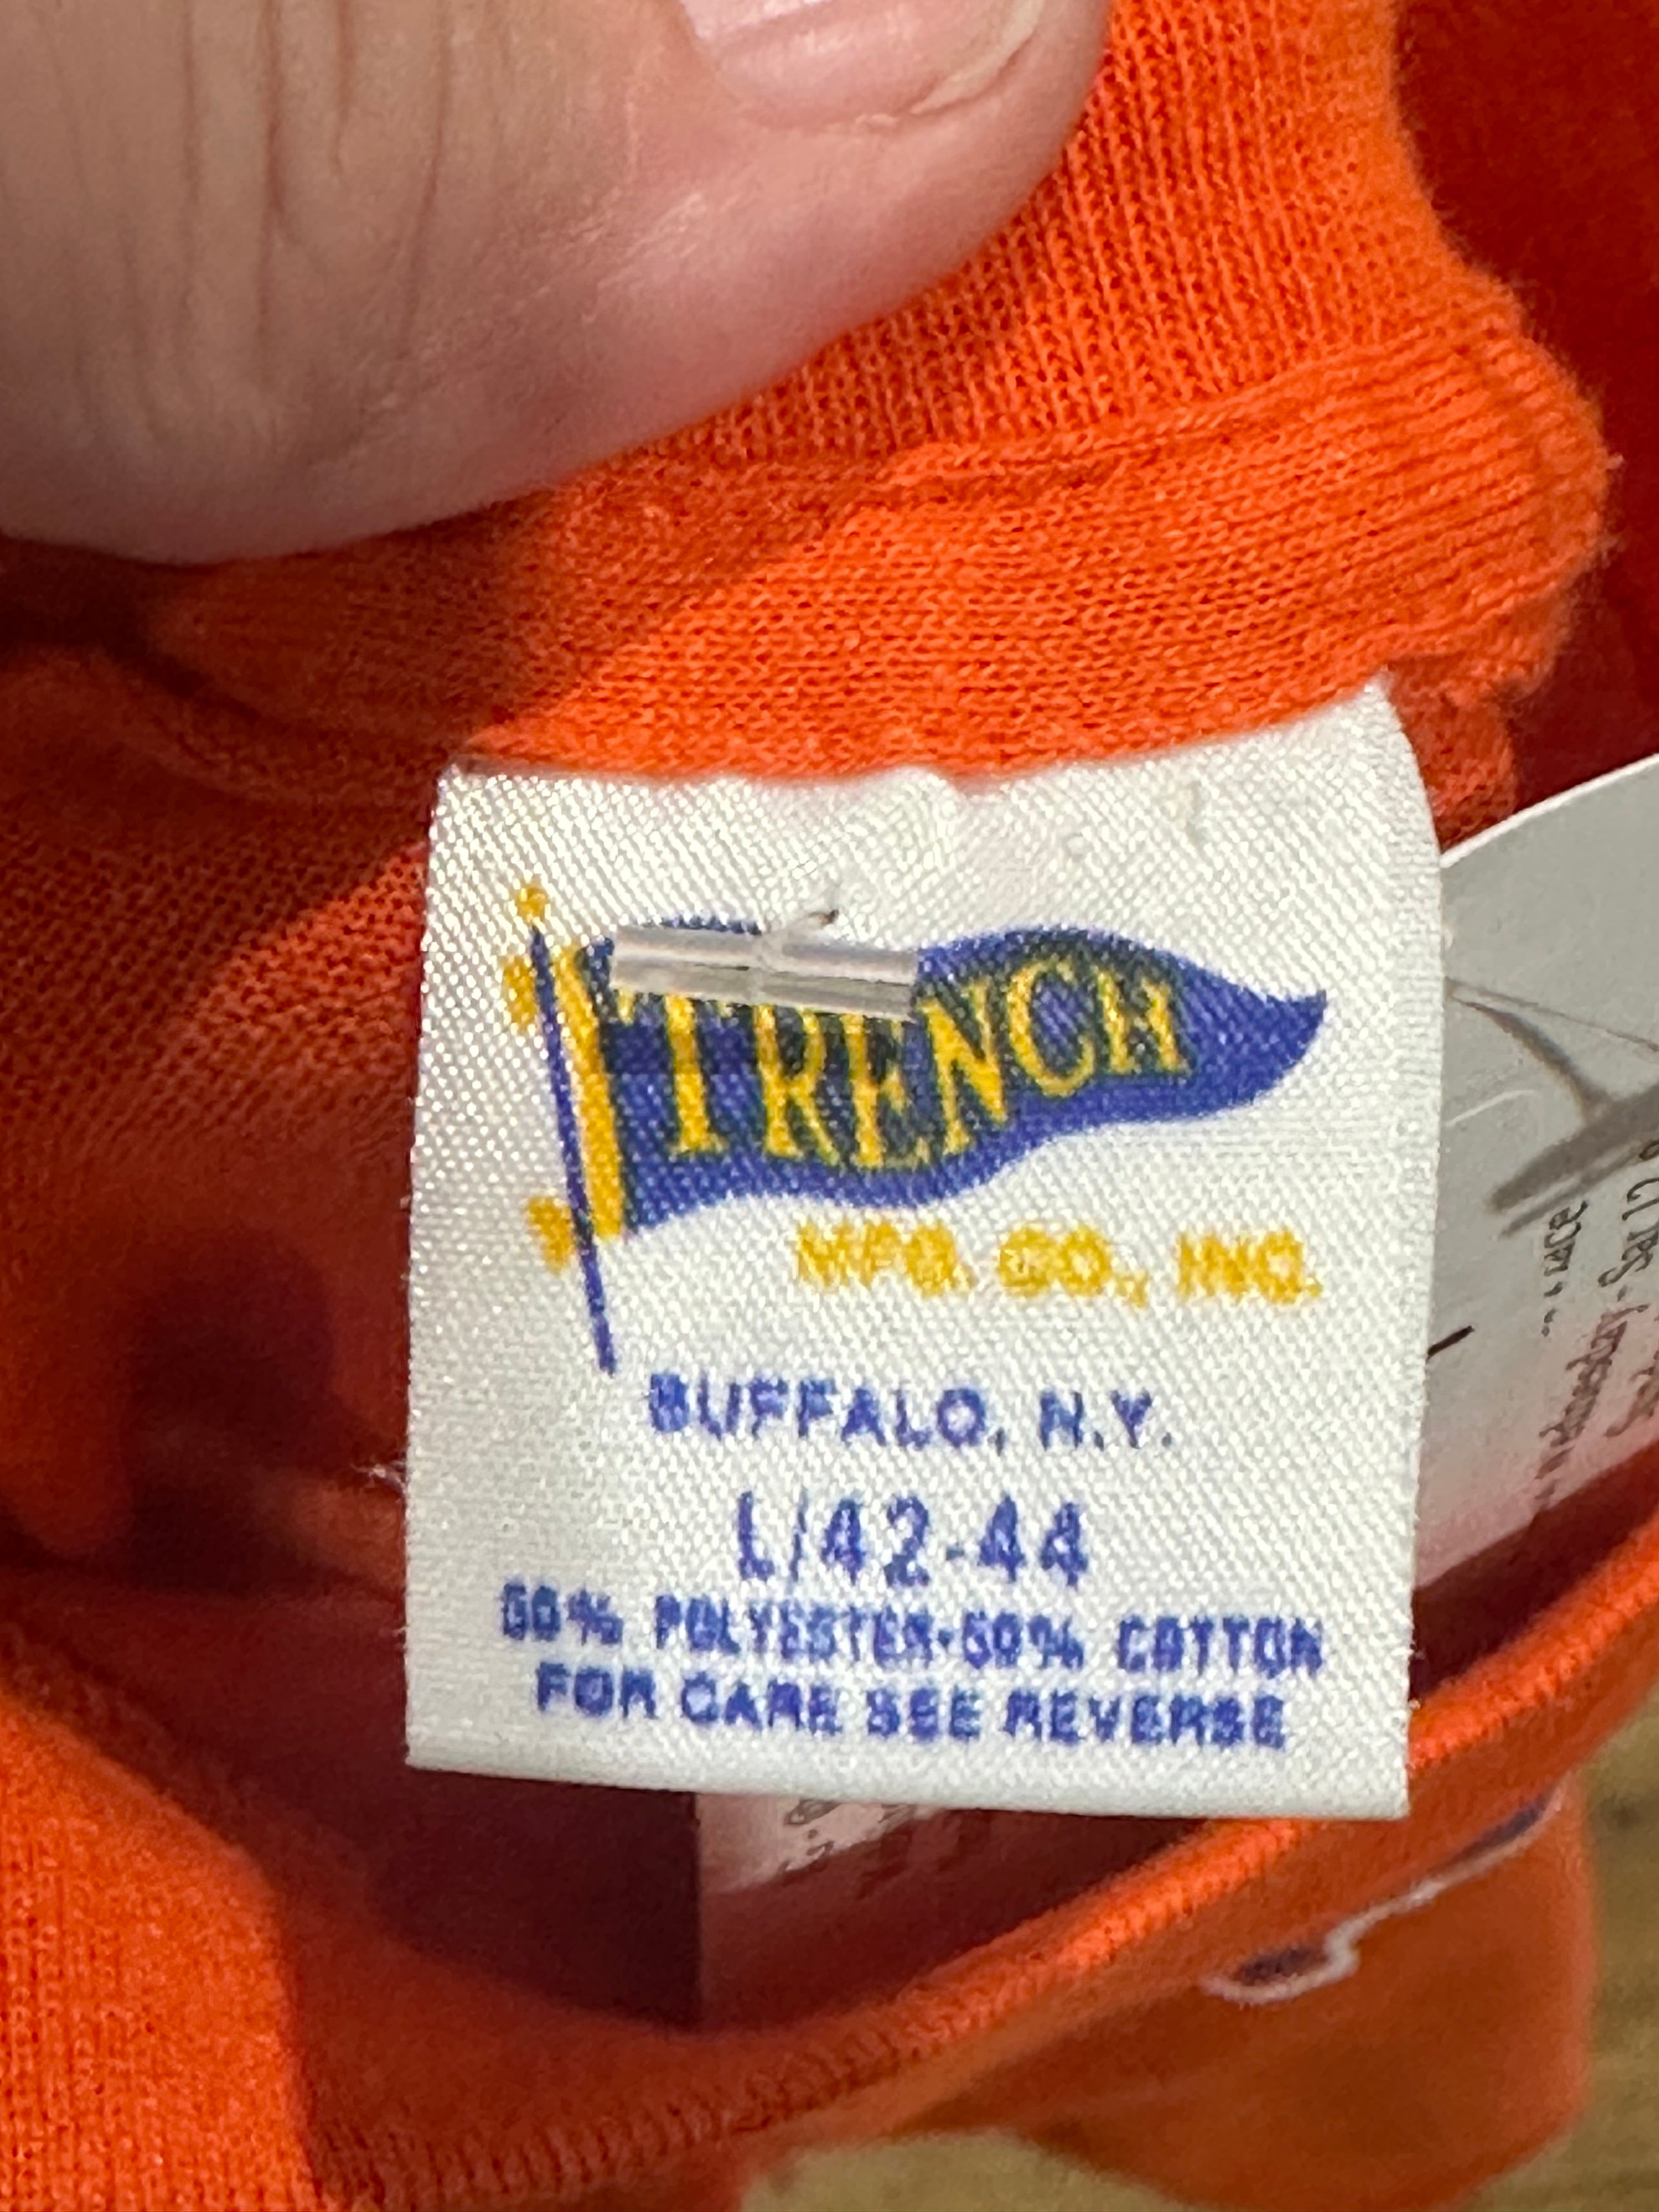 TRENCH
MFG. CO., INC.
BUFFALO, N.Y.
L/42-44
50% POLYESTER·50% COTTON
FOR CARE SEE REVERSE